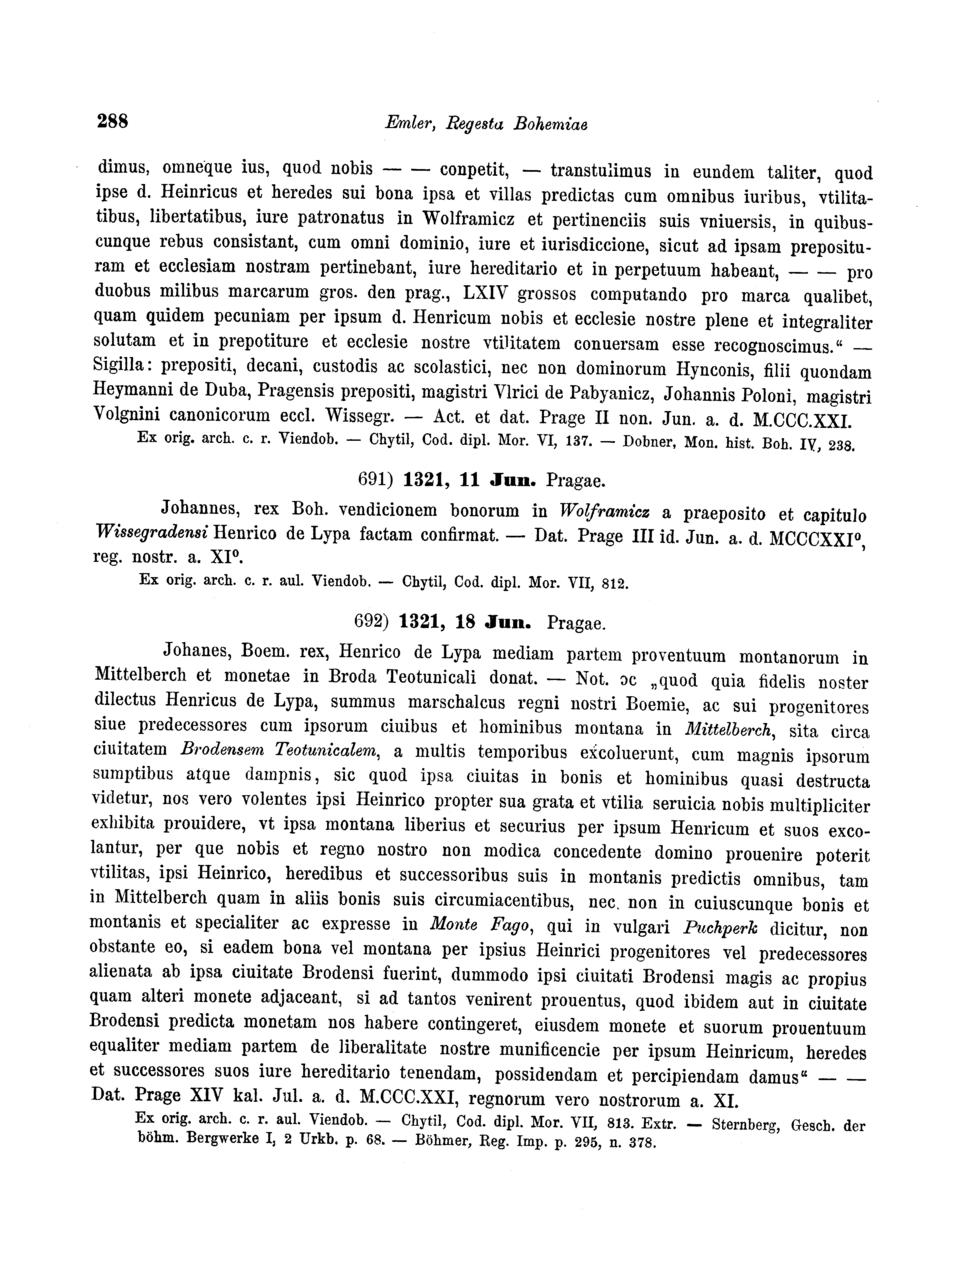 288 Emler, Regesta Bohemiae
dimus, omneque ius, quod nobis — — conpetit, — transtulimus in eundem taliter, quod
ipse d. Heinricus et heredes sui bona ipsa et villas predictas cum omnibus iuribus, vtilita-
tibus, libertatibus, iure patronatus in Wolframicz et pertinenciis suis vniuersis, in quibus-
cunque rebus consistant, cum omni dominio, iure et iurisdiccione, sicut ad ipsam prepositu-
ram et ecclesiam nostram pertinebant, iure hereditario et in perpetuum habeant, — — pro
duobus milibus marcarum gros. den prag., LXIV grossos computando pro marca qualibet,
quam quidem pecuniam per ipsum d. Henricum nobis et ecclesie nostre plene et integraliter
solutam et in prepotiture et ecclesie nostre vtilitatem conuersam esse recognoscimus.“ —
Sigilla: prepositi, decani, custodis ac scolastici, nec non dominorum Hynconis, filii quondam
Heymanni de Duba, Pragensis prepositi, magistri Vlrici de Pabyanicz, Johannis Poloni, magistri
Volgnini canonicorum eccl. Wissegr. — Act. et dat. Prage II non. Jun. a. d. M.CCC.XXI.
Ex orig. arch. c. r. Viendob. — Chytil, Cod. dipl. Mor. VI, 137. — Dobner, Mon. hist. Boh. IV, 238.
691) 1321, 11 Jun. Pragae.
Johannes, rex Boh. vendicionem bonorum in Wolframicz a praeposito et capitulo
Wissegradensi Henrico de Lypa factam confirmat. — Dat. Prage III id. Jun. a. d. MCCCXXI⁰,
reg. nostr. a. XI⁰.
Ex orig. arch. c. r. aul. Viendob. — Chytil, Cod. dipl. Mor. VII, 812.
692) 1321, 18 Jun. Pragae.
Johanes, Boem. rex, Henrico de Lypa mediam partem proventuum montanorum in
Mittelberch et monetae in Broda Teotunicali donat. — Not. ɔc „quod quia fidelis noster
dilectus Henricus de Lypa, summus marschalcus regni nostri Boemie, ac sui progenitores
siue predecessores cum ipsorum ciuibus et hominibus montana in Mittelberch, sita circa
ciuitatem Brodensem Teotunicalem, a multis temporibus excoluerunt, cum magnis ipsorum
sumptibus atque dampnis, sic quod ipsa ciuitas in bonis et hominibus quasi destructa
videtur, nos vero volentes ipsi Heinrico propter sua grata et vtilia seruicia nobis multipliciter
exhibita prouidere, vt ipsa montana liberius et securius per ipsum Henricum et suos exco-
lantur, per que nobis et regno nostro non modica concedente domino prouenire poterit
vtilitas, ipsi Heinrico, heredibus et successoribus suis in montanis predictis omnibus, tam
in Mittelberch quam in aliis bonis suis circumiacentibus, nec. non in cuiuscunque bonis et
montanis et specialiter ac expresse in Monte Fago, qui in vulgari Puchperk dicitur, non
obstante eo, si eadem bona vel montana per ipsius Heinrici progenitores vel predecessores
alienata ab ipsa ciuitate Brodensi fuerint, dummodo ipsi ciuitati Brodensi magis ac propius
quam alteri monete adjaceant, si ad tantos venirent prouentus, quod ibidem aut in ciuitate
Brodensi predicta monetam nos habere contingeret, eiusdem monete et suorum prouentuum
equaliter mediam partem de liberalitate nostre munificencie per ipsum Heinricum, heredes
et successores suos iure hereditario tenendam, possidendam et percipiendam damus“ — —
Dat. Prage XIV kal. Jul. a. d. M.CCC.XXI, regnorum vero nostrorum a. XI.
Ex orig. arch. c. r. aul. Viendob. — Chytil, Cod. dipl. Mor. VII, 813. Extr. — Sternberg, Gesch. der
böhm. Bergwerke I, 2 Urkb. p. 68. — Böhmer, Reg. Imp. p. 295, n. 378.